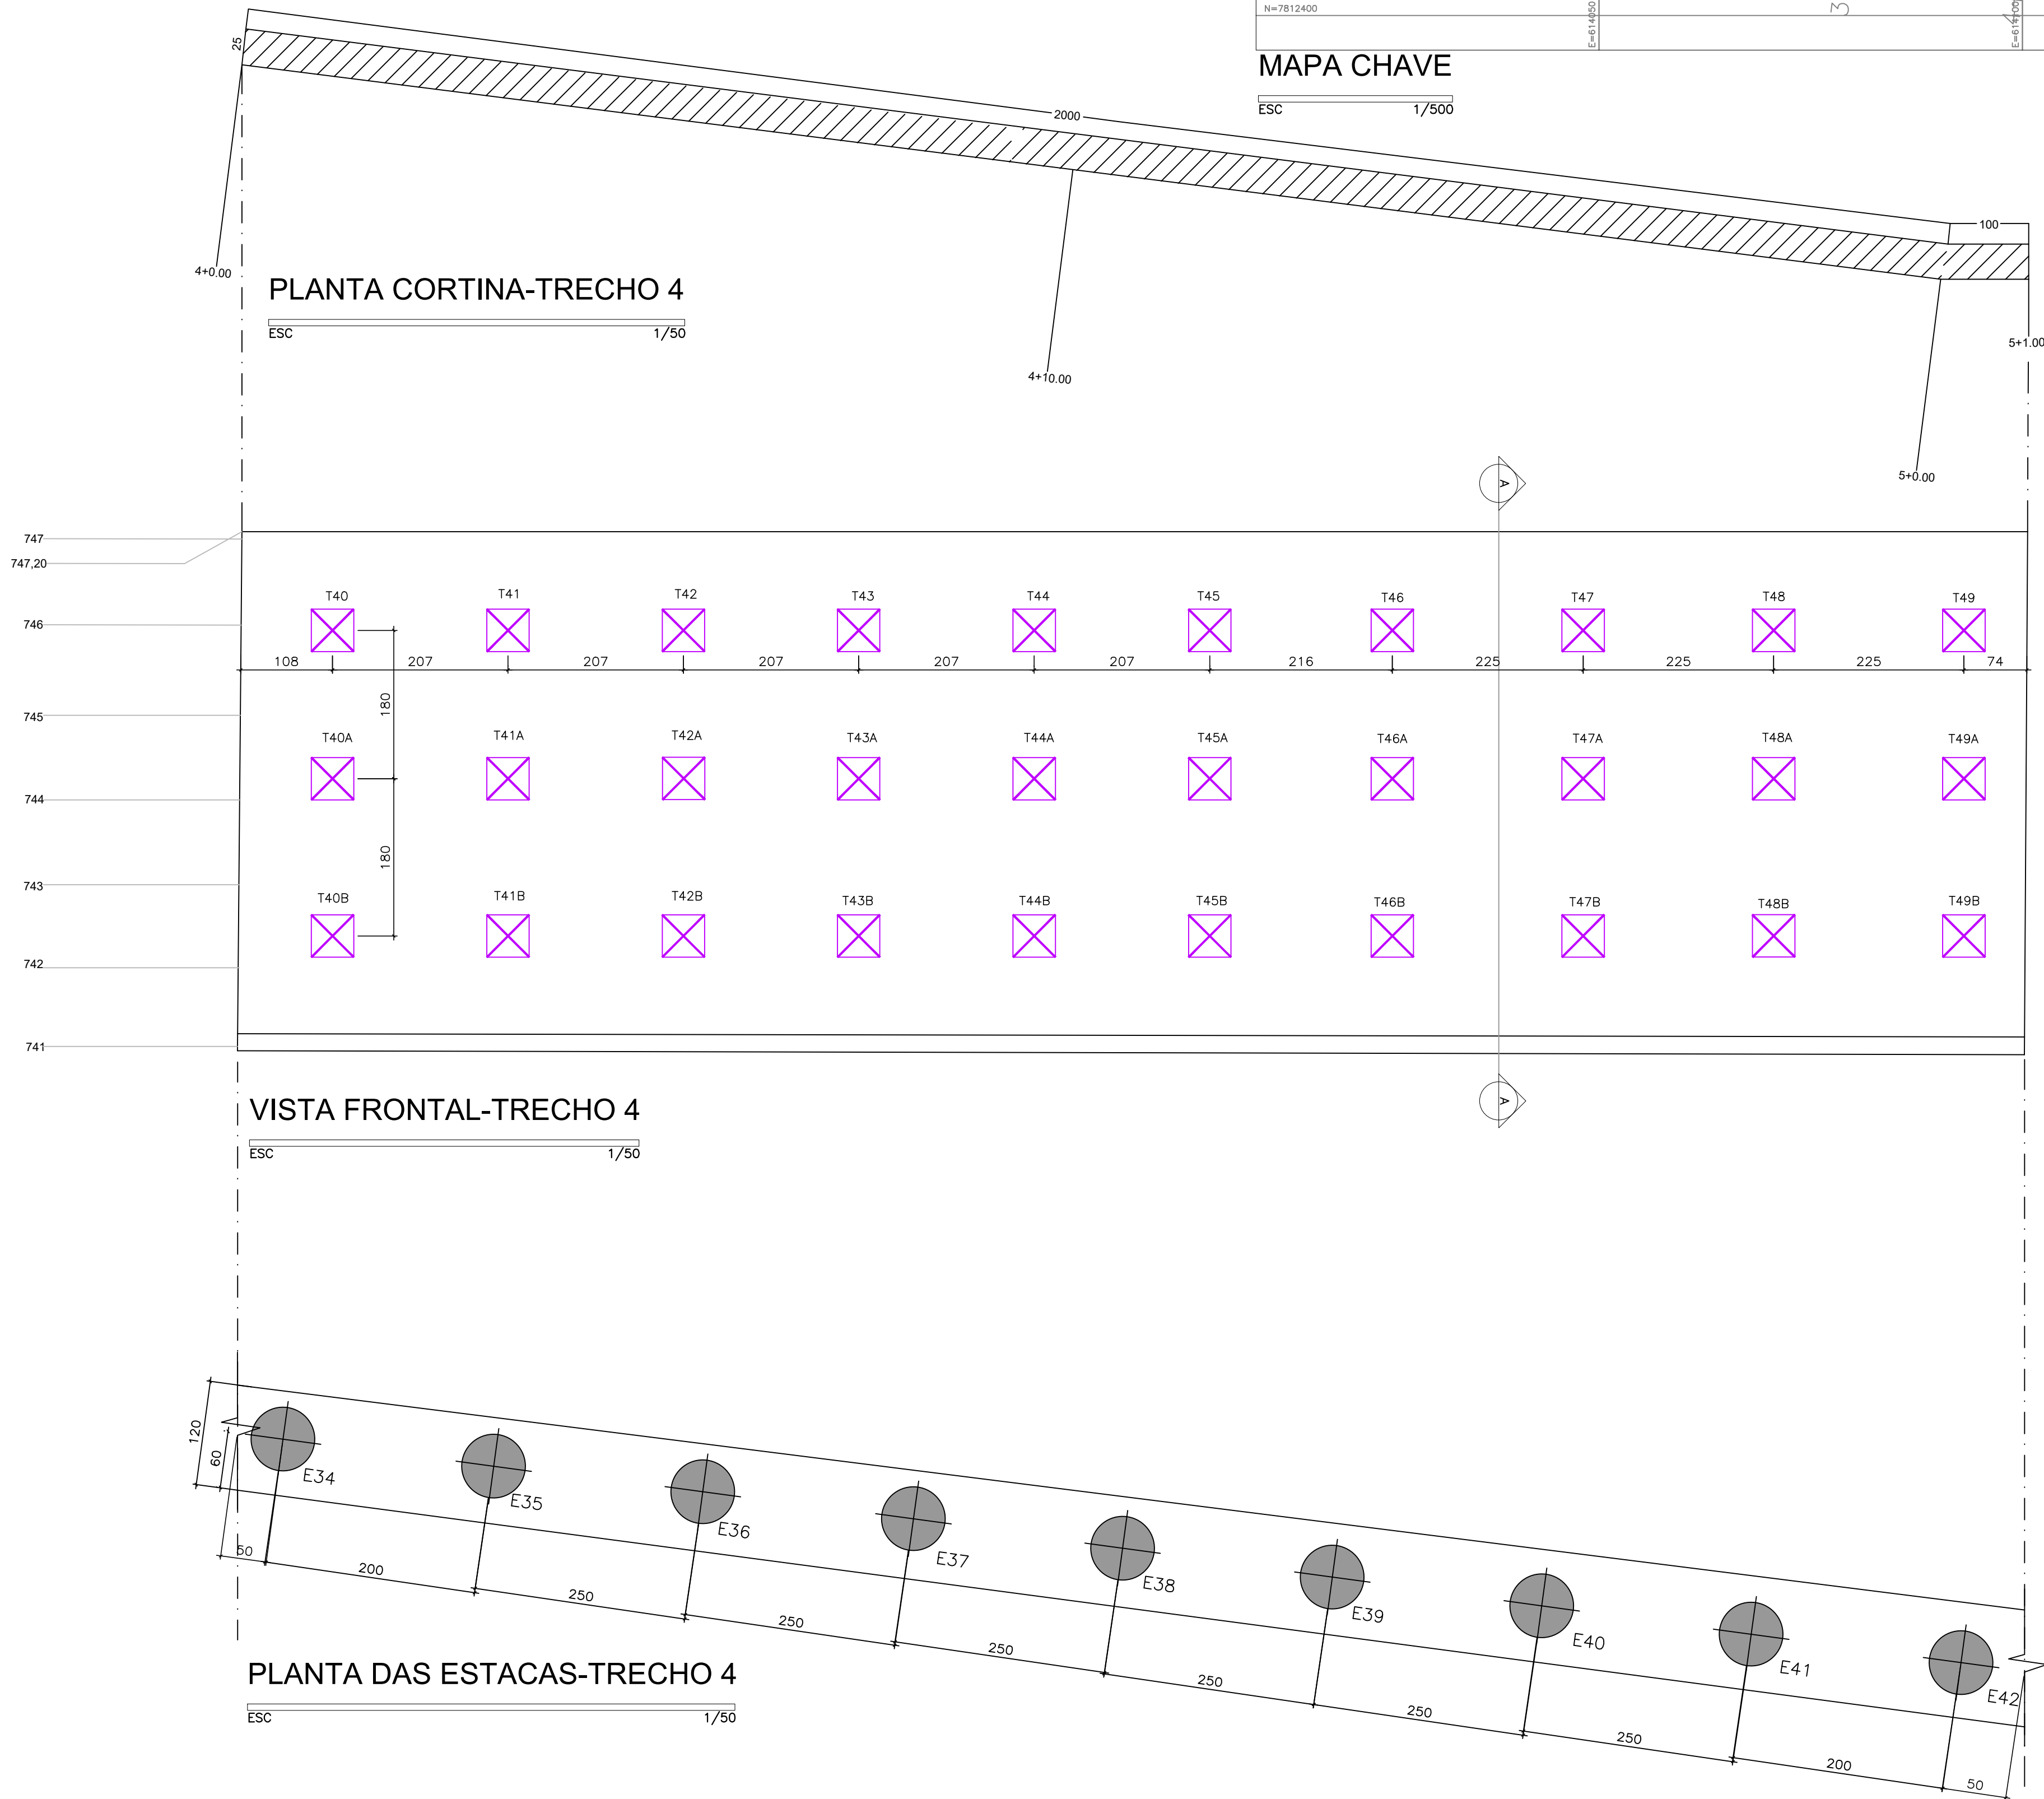 N=7812400
E=614050
3
MAPA CHAVE
ESC 1/500
25
2000
100
4+0.00
4+10.00
5+0.00
5+1.00
PLANTA CORTINA-TRECHO 4
ESC 1/50
A
747
747,20
746
745
744
743
742
741
T40 T41 T42 T43 T44 T45 T46 T47 T48 T49
108 207 207 207 207 207 216 225 225 225 74
180
T40A T41A T42A T43A T44A T45A T46A T47A T48A T49A
180
T40B T41B T42B T43B T44B T45B T46B T47B T48B T49B
A
VISTA FRONTAL-TRECHO 4
ESC 1/50
120
60
E34 E35 E36 E37 E38 E39 E40 E41 E42
50 200 250 250 250 250 250 250 200 50
PLANTA DAS ESTACAS-TRECHO 4
ESC 1/50